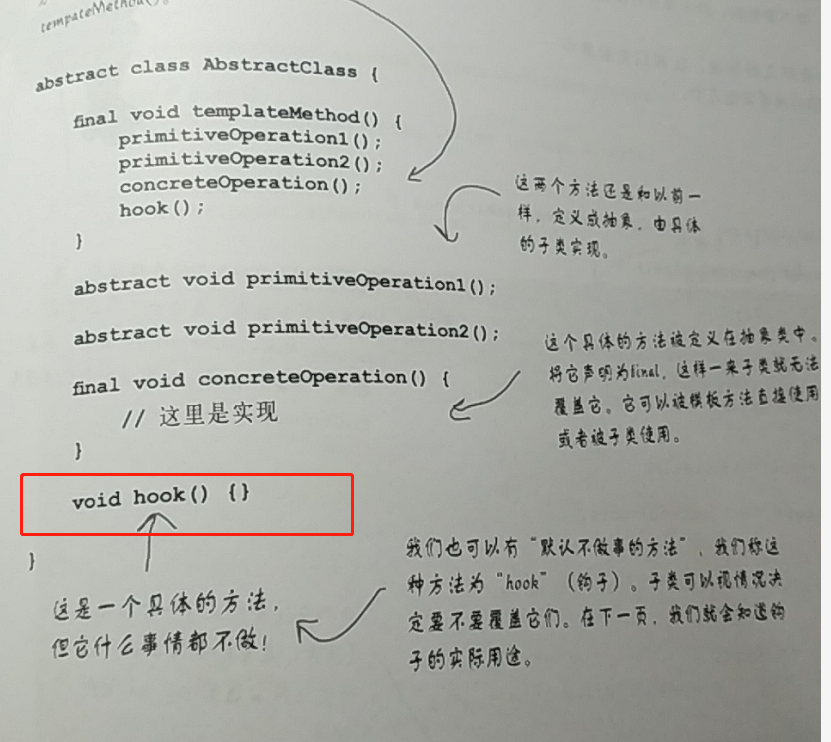 tempateMethod().
abstract class AbstractClass {
final void templateMethod() {
primitiveOperation1();
primitiveOperation2();
concreteOperation();
hook();
}
这两个方法还是和以前一
样，定义成抽象，由具体
的子类实现。
abstract void primitiveOperation1();
abstract void primitiveOperation2();
这个具体的方法被定义在抽象类中。
将它声明为final，这样一来子类就无法
覆盖它。它可以被模板方法直接使用
或者被子类使用。
final void concreteOperation() {
// 这里是实现
}
void hook() {}
}
这是一个具体的方法，
但它什么事情都不做！
我们也可以有“默认不做事的方法”，我们称这
种方法为“hook”（钩子）。子类可以视情况决
定要不要覆盖它们。在下一页，我们就会知道钩
子的实际用途。